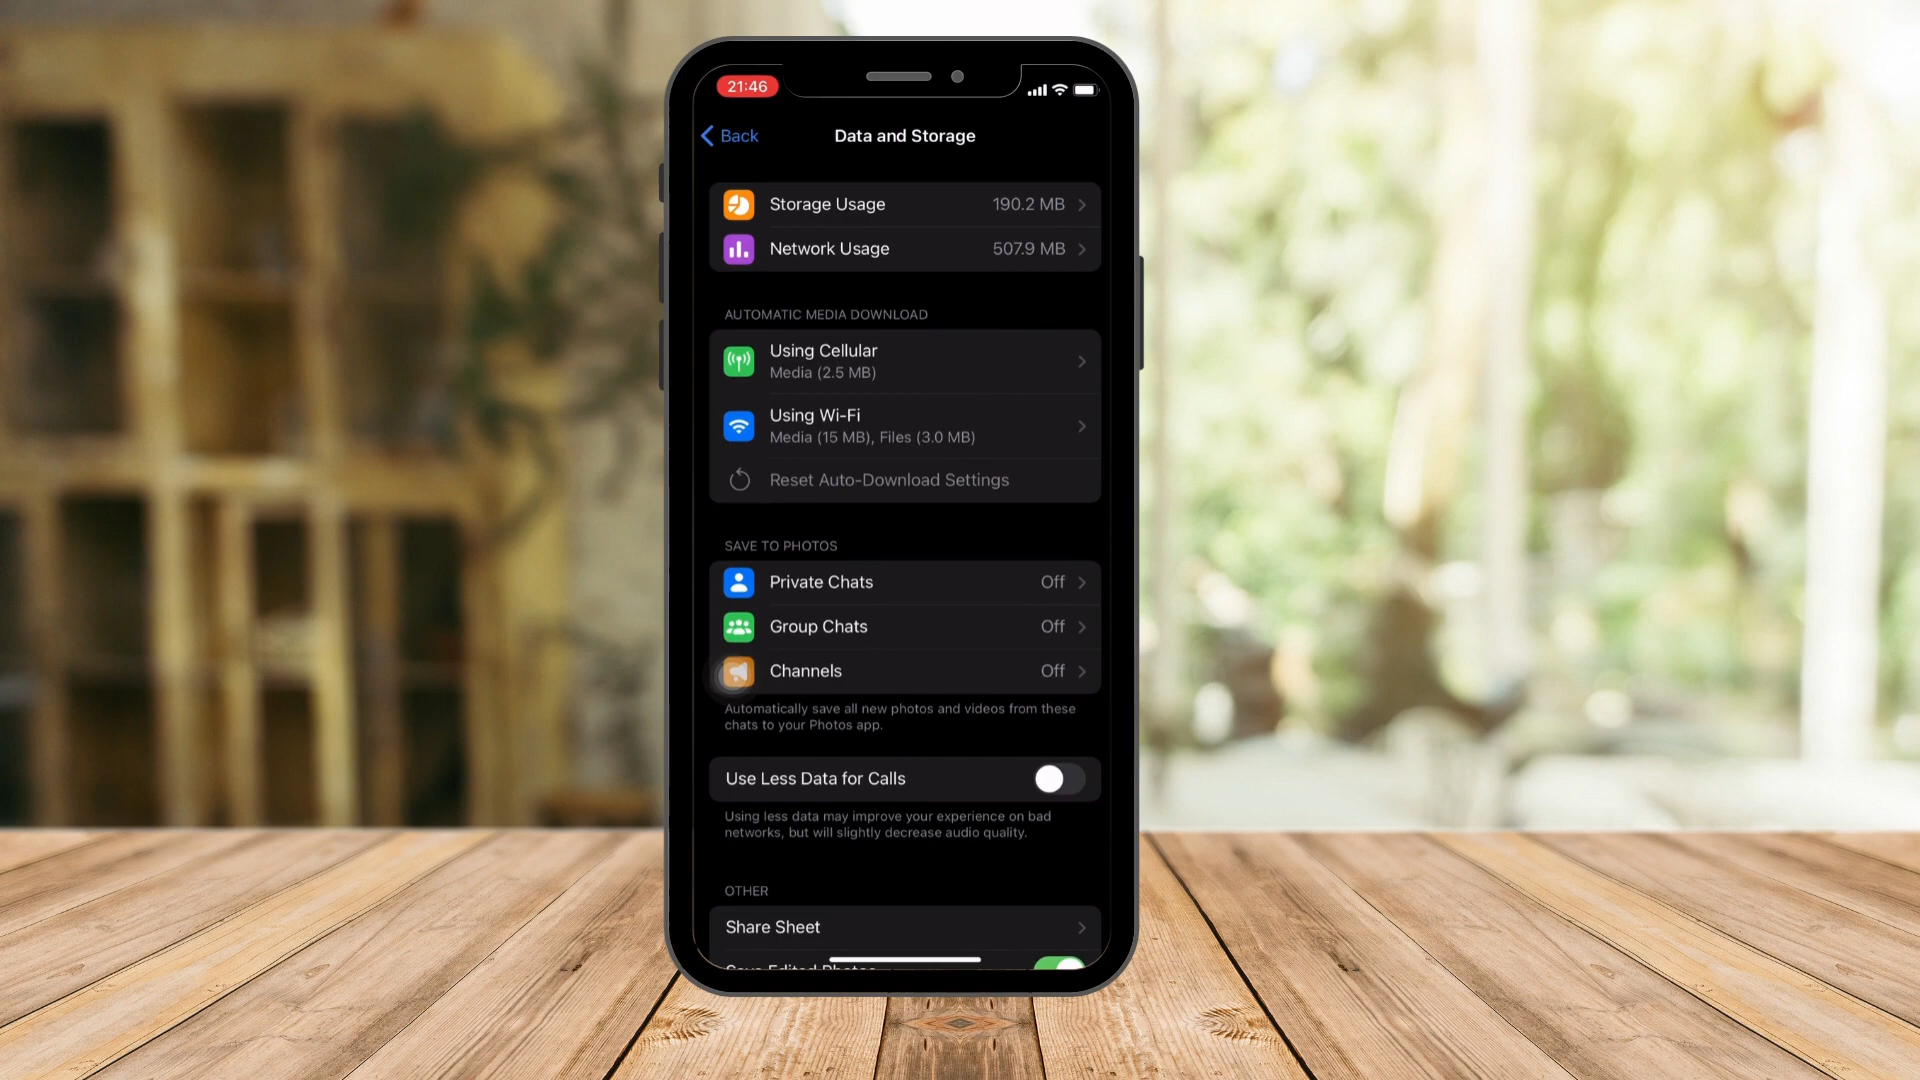 21:46
Back
Data and Storage
Storage Usage 190.2 MB
Network Usage 507.9 MB
AUTOMATIC MEDIA DOWNLOAD
Using Cellular
Media (2.5 MB)
Using Wi-Fi
Media (15 MB), Files (3.0 MB)
Reset Auto-Download Settings
SAVE TO PHOTOS
Private Chats Off
Group Chats Off
Channels Off
Automatically save all new photos and videos from these
chats to your Photos app.
Use Less Data for Calls
Using less data may improve your experience on bad
networks, but will slightly decrease audio quality.
OTHER
Share Sheet
Save Edited Photos